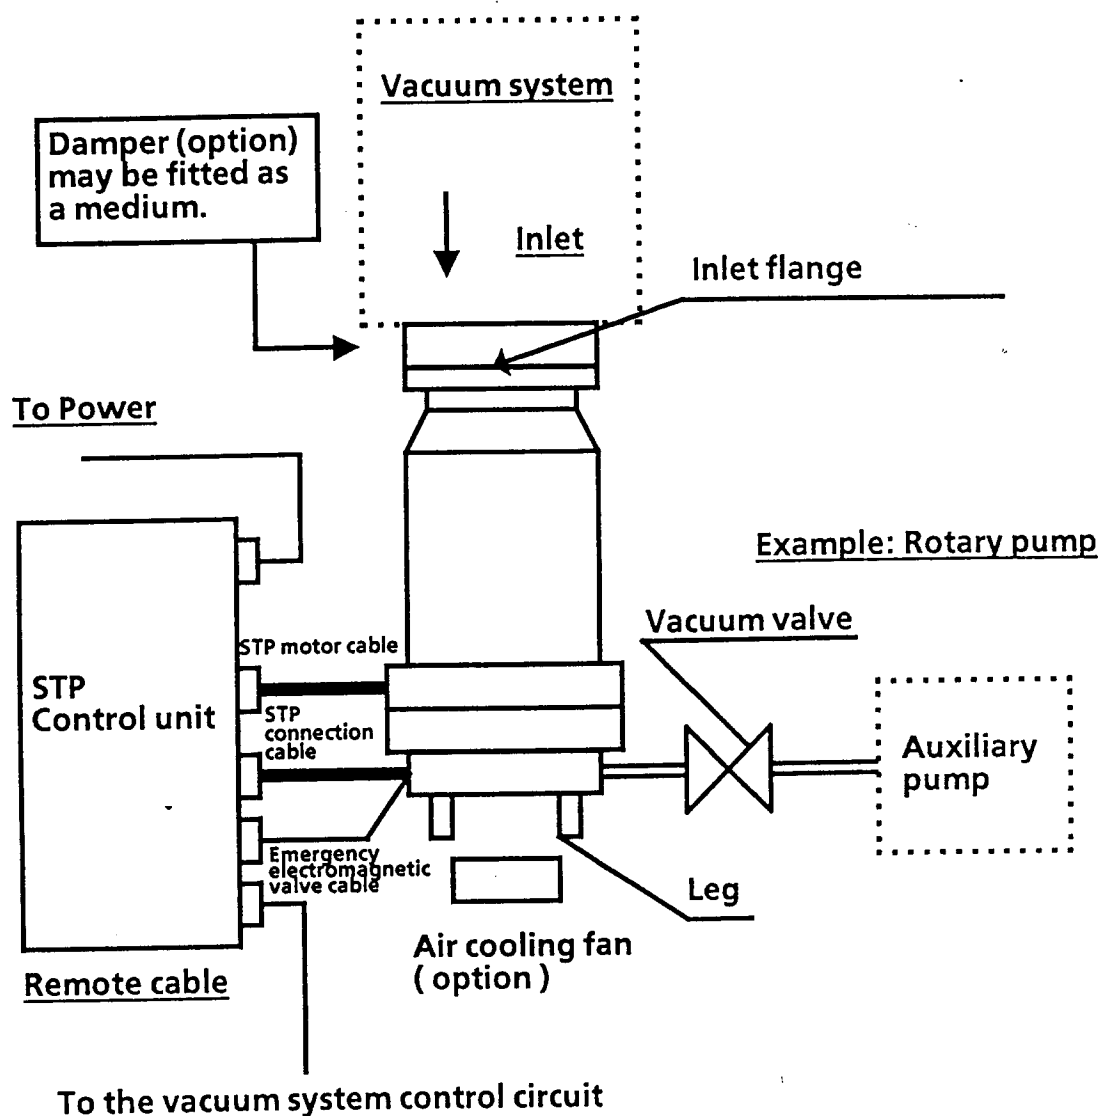 Vacuum system
Damper (option)
may be fitted as
a medium.
Inlet
Inlet flange
To Power
Example: Rotary pump
Vacuum valve
STP motor cable
STP
Control unit
STP
connection
cable
Auxiliary
pump
Emergency
electromagnetic
valve cable
Leg
Air cooling fan
( option )
Remote cable
To the vacuum system control circuit